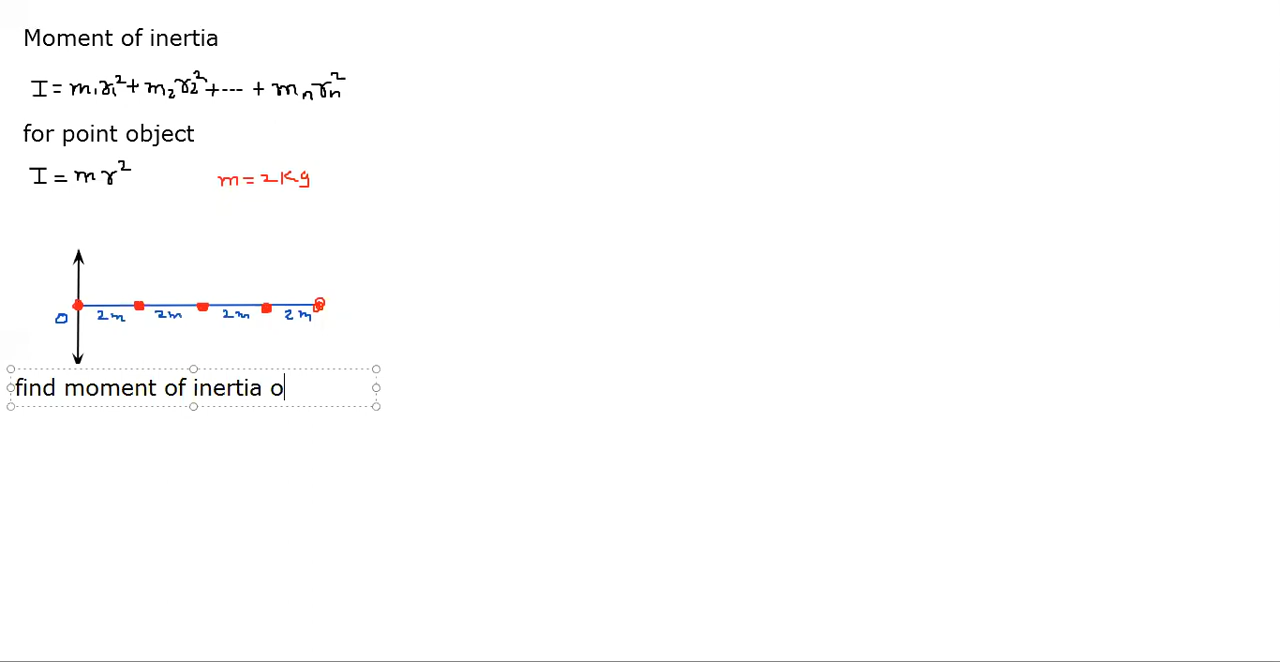 Moment of inertia
I = m₁r₁² + m₂r₂² + --- + mₙrₙ²
for point object
I = mr²
m = 2Kg
0 2m 2m 2m 2m
find moment of inertia o